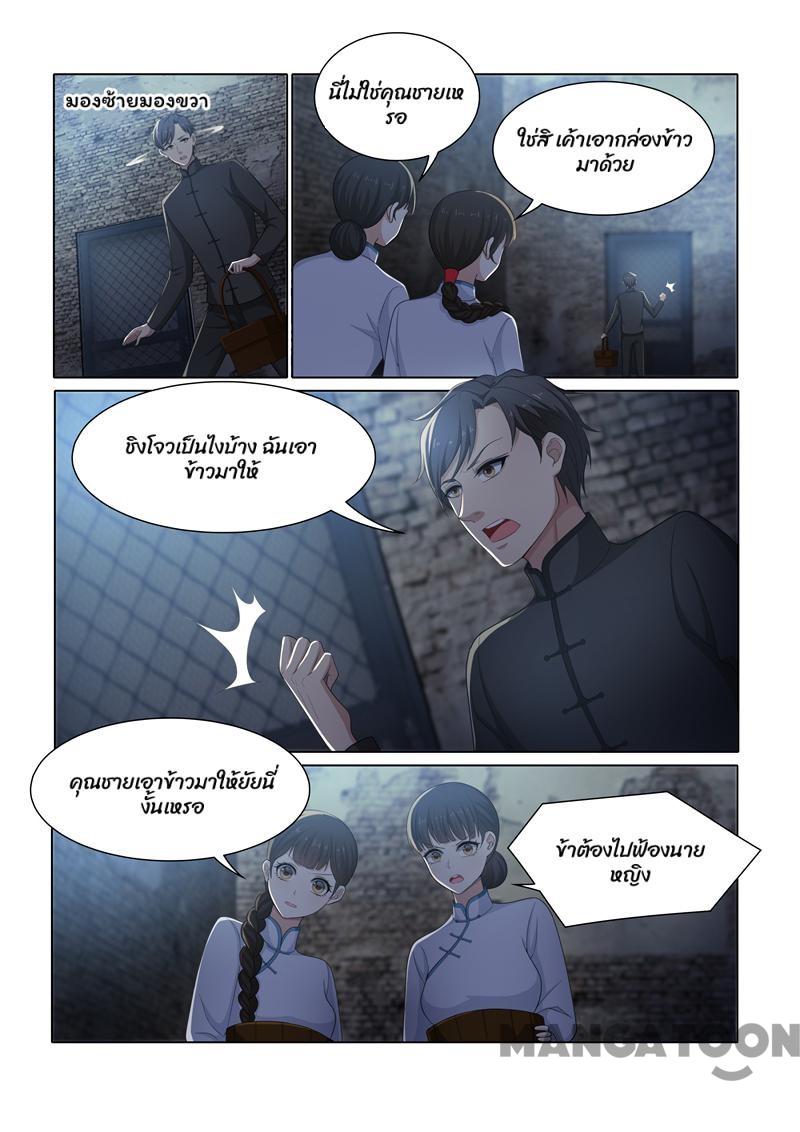 มองซ้ายมองขวา
นี่ไม่ใช่คุณชายเห
รอ
ใช่สิ เค้าเอากล่องข้าว
มาด้วย
ชิงโจวเป็นไงบ้าง ฉันเอา
ข้าวมาให้
คุณชายเอาข้าวมาให้ยัยนี่
งั้นเหรอ
ข้าต้องไปฟ้องนาย
หญิง
MANGATOON